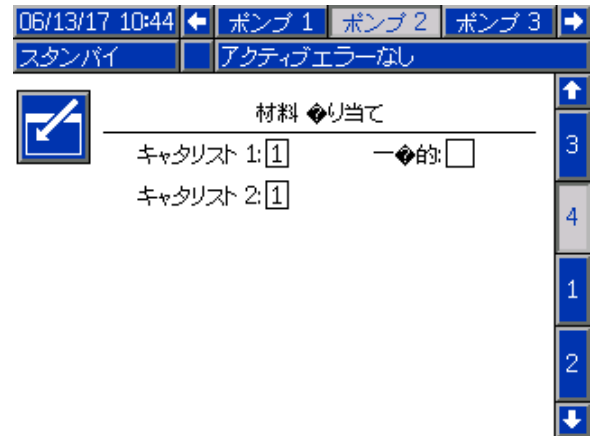 06/13/17 10:44 ポンプ 1 ポンプ 2 ポンプ 3
スタンバイ アクティブエラーなし
材料 �り当て
キャタリスト 1: 1 一�的:
キャタリスト 2: 1
3
4
1
2